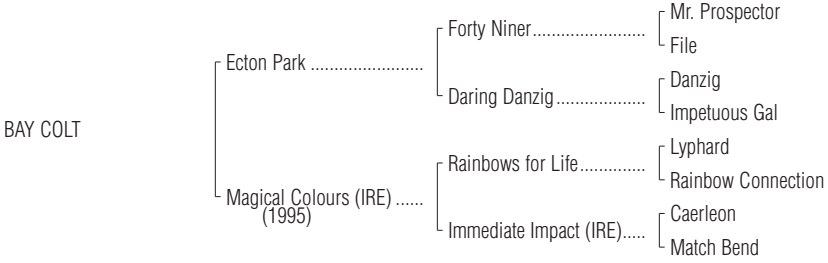 Mr. Prospector
Forty Niner........................
File
Ecton Park ........................
Danzig
Daring Danzig...................
Impetuous Gal
BAY COLT
Lyphard
Rainbows for Life..............
Rainbow Connection
Magical Colours (IRE) ......
(1995)
Caerleon
Immediate Impact (IRE).....
Match Bend